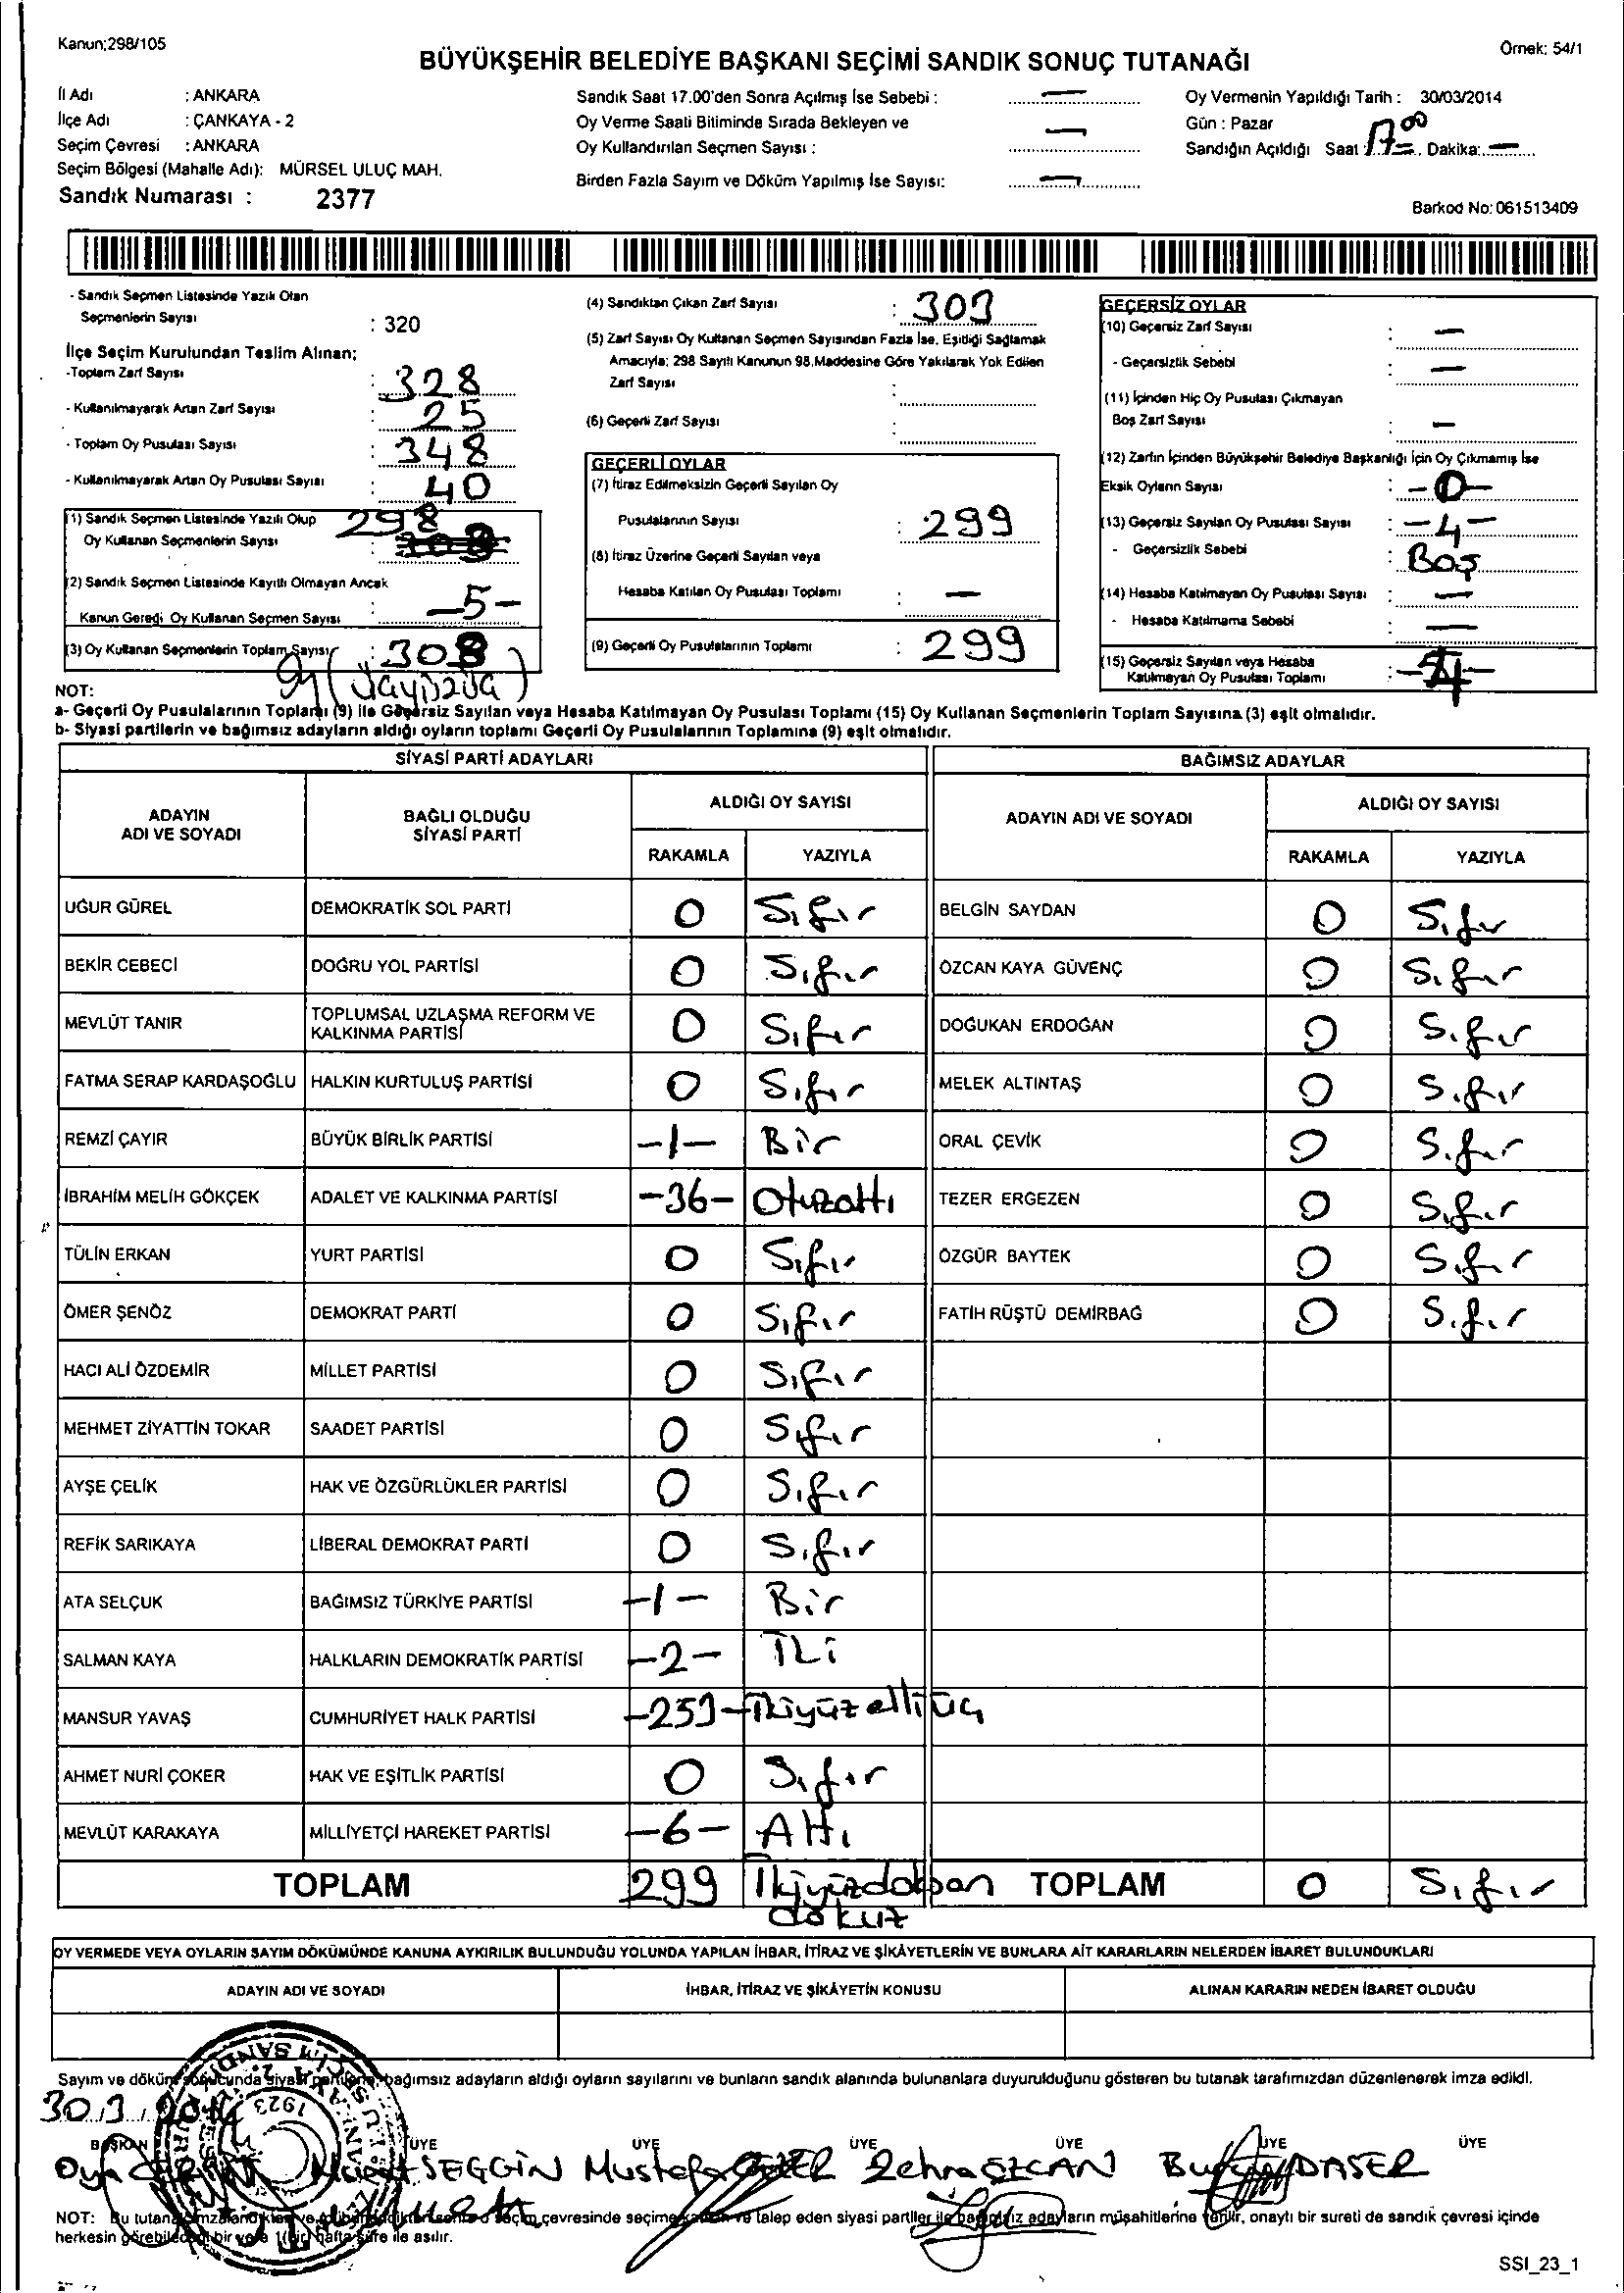 Kanun;298/105
Örnek: 54/1
BÜYÜKŞEHİR BELEDİYE BAŞKANI SEÇİMİ SANDIK SONUÇ TUTANAĞI
İl Adı : ANKARA
İlçe Adı : ÇANKAYA - 2
Seçim Çevresi : ANKARA
Seçim Bölgesi (Mahalle Adı): MÜRSEL ULUÇ MAH.
Sandık Numarası : 2377
Sandık Saat 17.00'den Sonra Açılmış İse Sebebi : —
Oy Verme Saati Bitiminde Sırada Bekleyen ve
Oy Kullandırılan Seçmen Sayısı : —
Birden Fazla Sayım ve Döküm Yapılmış İse Sayısı: —
Oy Vermenin Yapıldığı Tarih : 30/03/2014
Gün : Pazar
Sandığın Açıldığı Saat 17 00 Dakika: —
Barkod No: 061513409
- Sandık Seçmen Listesinde Yazılı Olan
Seçmenlerin Sayısı : 320
İlçe Seçim Kurulundan Teslim Alınan;
-Toplam Zarf Sayısı : 328
- Kullanılmayarak Artan Zarf Sayısı : 25
- Toplam Oy Pusulası Sayısı : 348
- Kullanılmayarak Artan Oy Pusulası Sayısı : 40
(1) Sandık Seçmen Listesinde Yazılı Olup 298
Oy Kullanan Seçmenlerin Sayısı :
(2) Sandık Seçmen Listesinde Kayıtlı Olmayan Ancak
Kanun Gereği Oy Kullanan Seçmen Sayısı : -5-
(3) Oy Kullanan Seçmenlerin Toplam Sayısı : 303
(4) Sandıktan Çıkan Zarf Sayısı : 303
(5) Zarf Sayısı Oy Kullanan Seçmen Sayısından Fazla İse, Eşitliği Sağlamak
Amacıyla; 298 Sayılı Kanunun 98.Maddesine Göre Yakılarak Yok Edilen
Zarf Sayısı :
(6) Geçerli Zarf Sayısı :
GEÇERLİ OYLAR
(7) İtiraz Edilmeksizin Geçerli Sayılan Oy
Pusulalarının Sayısı : 299
(8) İtiraz Üzerine Geçerli Sayılan veya
Hesaba Katılan Oy Pusulası Toplamı : —
(9) Geçerli Oy Pusulalarının Toplamı : 299
GEÇERSİZ OYLAR
(10) Geçersiz Zarf Sayısı : —
- Geçersizlik Sebebi : —
(11) İçinden Hiç Oy Pusulası Çıkmayan
Boş Zarf Sayısı : —
(12) Zarfın İçinden Büyükşehir Belediye Başkanlığı İçin Oy Çıkmamış İse
Eksik Oyların Sayısı : -0-
(13) Geçersiz Sayılan Oy Pusulası Sayısı : -4-
- Geçersizlik Sebebi : Boş
(14) Hesaba Katılmayan Oy Pusulası Sayısı : —
- Hesaba Katılmama Sebebi : —
(15) Geçersiz Sayılan veya Hesaba
Katılmayan Oy Pusulası Toplamı : -4-
NOT:
a- Geçerli Oy Pusulalarının Toplamı (9) ile Geçersiz Sayılan veya Hesaba Katılmayan Oy Pusulası Toplamı (15) Oy Kullanan Seçmenlerin Toplam Sayısına (3) eşit olmalıdır.
b- Siyasi partilerin ve bağımsız adayların aldığı oyların toplamı Geçerli Oy Pusulalarının Toplamına (9) eşit olmalıdır.
SİYASİ PARTİ ADAYLARI BAĞIMSIZ ADAYLAR
ADAYIN ADI VE SOYADI BAĞLI OLDUĞU SİYASİ PARTİ ALDIĞI OY SAYISI ADAYIN ADI VE SOYADI ALDIĞI OY SAYISI
RAKAMLA YAZIYLA RAKAMLA YAZIYLA
UĞUR GÜREL DEMOKRATİK SOL PARTİ 0 Sıfır BELGİN SAYDAN 0 Sıfır
BEKİR CEBECİ DOĞRU YOL PARTİSİ 0 Sıfır ÖZCAN KAYA GÜVENÇ 0 Sıfır
MEVLÜT TANIR TOPLUMSAL UZLAŞMA REFORM VE KALKINMA PARTİSİ 0 Sıfır DOĞUKAN ERDOĞAN 0 Sıfır
FATMA SERAP KARDAŞOĞLU HALKIN KURTULUŞ PARTİSİ 0 Sıfır MELEK ALTINTAŞ 0 Sıfır
REMZİ ÇAYIR BÜYÜK BİRLİK PARTİSİ -1- Bir ORAL ÇEVİK 0 Sıfır
İBRAHİM MELİH GÖKÇEK ADALET VE KALKINMA PARTİSİ -36- Otuzaltı TEZER ERGEZEN 0 Sıfır
TÜLİN ERKAN YURT PARTİSİ 0 Sıfır ÖZGÜR BAYTEK 0 Sıfır
ÖMER ŞENÖZ DEMOKRAT PARTİ 0 Sıfır FATİH RÜŞTÜ DEMİRBAĞ 0 Sıfır
HACI ALİ ÖZDEMİR MİLLET PARTİSİ 0 Sıfır
MEHMET ZİYATTİN TOKAR SAADET PARTİSİ 0 Sıfır
AYŞE ÇELİK HAK VE ÖZGÜRLÜKLER PARTİSİ 0 Sıfır
REFİK SARIKAYA LİBERAL DEMOKRAT PARTİ 0 Sıfır
ATA SELÇUK BAĞIMSIZ TÜRKİYE PARTİSİ -1- Bir
SALMAN KAYA HALKLARIN DEMOKRATİK PARTİSİ -2- İki
MANSUR YAVAŞ CUMHURİYET HALK PARTİSİ -253- İkiyüzelliüç
AHMET NURİ ÇOKER HAK VE EŞİTLİK PARTİSİ 0 Sıfır
MEVLÜT KARAKAYA MİLLİYETÇİ HAREKET PARTİSİ -6- Altı
TOPLAM 299 İkiyüzdoksan dokuz TOPLAM 0 Sıfır
OY VERMEDE VEYA OYLARIN SAYIM DÖKÜMÜNDE KANUNA AYKIRILIK BULUNDUĞU YOLUNDA YAPILAN İHBAR, İTİRAZ VE ŞİKÂYETLERİN VE BUNLARA AİT KARARLARIN NELERDEN İBARET BULUNDUKLARI
ADAYIN ADI VE SOYADI İHBAR, İTİRAZ VE ŞİKÂYETİN KONUSU ALINAN KARARIN NEDEN İBARET OLDUĞU
Sayım ve döküm sonucunda siyasi partilerin, bağımsız adayların aldığı oyların sayılarını ve bunların sandık alanında bulunanlara duyurulduğunu gösteren bu tutanak tarafımızdan düzenlenerek imza edildi.
30.3.2014
1923
BAŞKAN ÜYE ÜYE ÜYE ÜYE ÜYE ÜYE
Oya SEGGİN Mustafa Zehra ÖZCAN DASER
NOT: Bu tutanak seçim çevresinde seçime katılan ve talep eden siyasi partiler ile bağımsız adayların müşahitlerine verilir, onaylı bir sureti de sandık çevresi içinde
herkesin görebileceği bir yere 1(bir) hafta süre ile asılır.
SSI_23_1